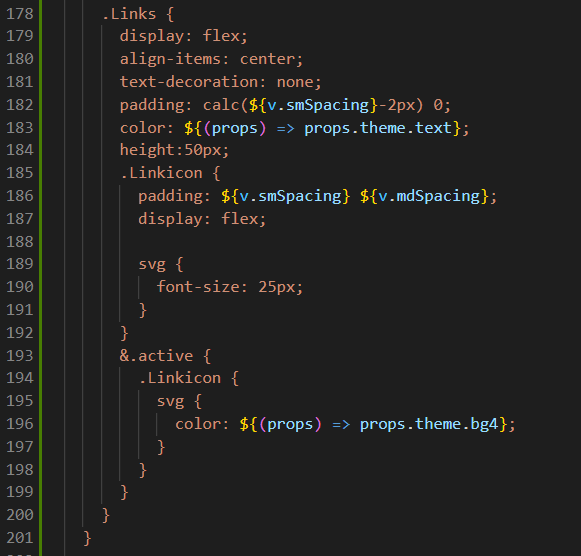 178 .Links {
179 display: flex;
180 align-items: center;
181 text-decoration: none;
182 padding: calc(${v.smSpacing}-2px) 0;
183 color: ${(props) => props.theme.text};
184 height:50px;
185 .Linkicon {
186 padding: ${v.smSpacing} ${v.mdSpacing};
187 display: flex;
188
189 svg {
190 font-size: 25px;
191 }
192 }
193 &.active {
194 .Linkicon {
195 svg {
196 color: ${(props) => props.theme.bg4};
197 }
198 }
199 }
200 }
201 }